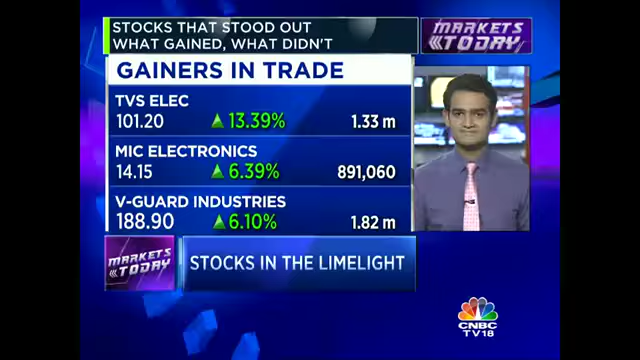 STOCKS THAT STOOD OUT
WHAT GAINED, WHAT DIDN'T
MARKETS
TODAY
GAINERS IN TRADE
TVS ELEC
101.20 ▲ 13.39% 1.33 m
MIC ELECTRONICS
14.15 ▲ 6.39% 891,060
V-GUARD INDUSTRIES
188.90 ▲ 6.10% 1.82 m
MARKETS
TODAY
STOCKS IN THE LIMELIGHT
CNBC
TV18